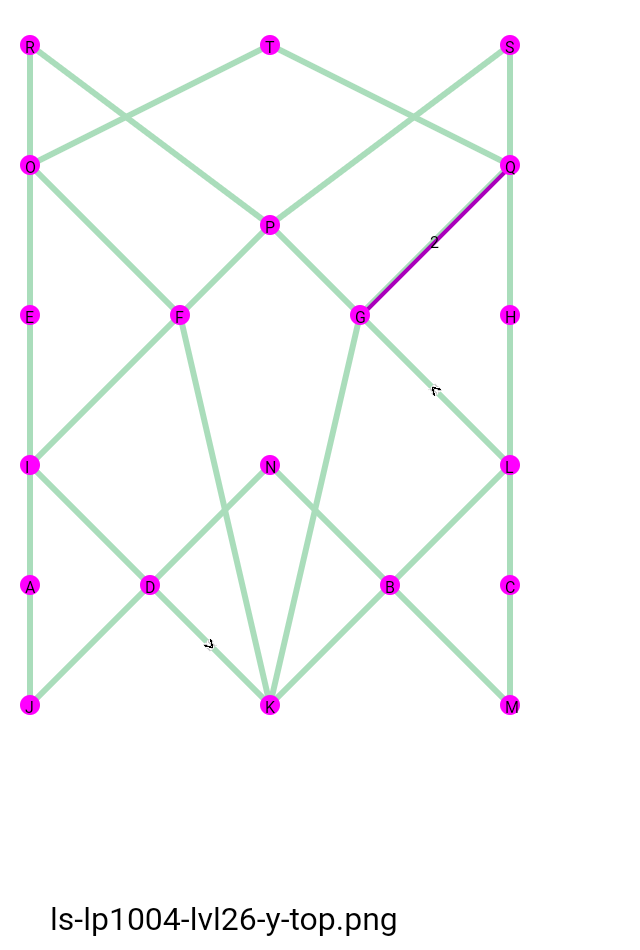 R T S
O Q
P
2
E F G H
I N L
A D B C
J K M
ls-lp1004-lvl26-y-top.png